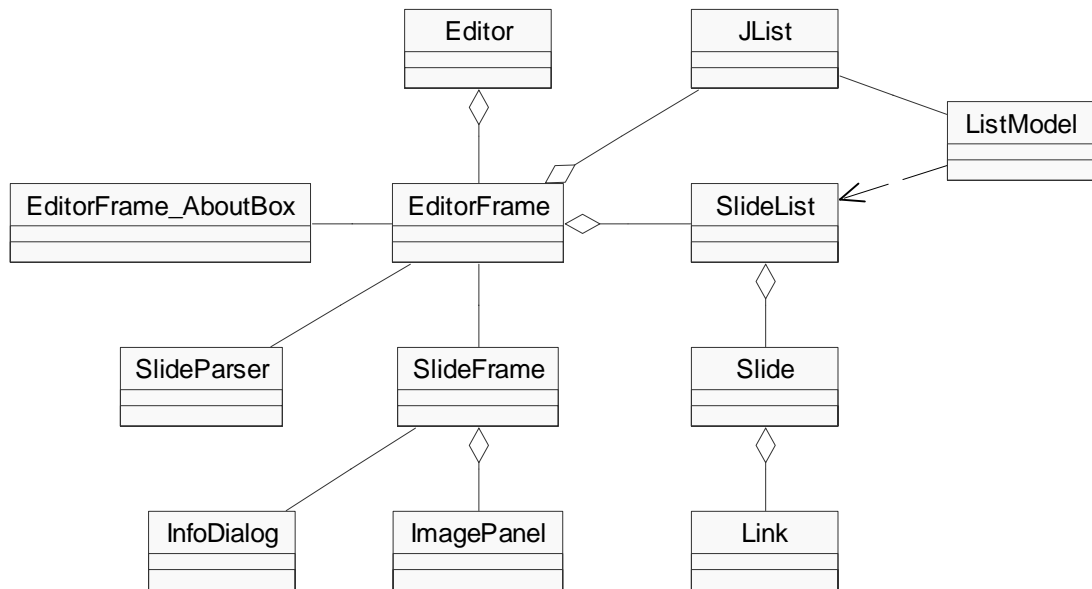 Editor
JList
ListModel
EditorFrame_AboutBox
EditorFrame
SlideList
SlideParser
SlideFrame
Slide
InfoDialog
ImagePanel
Link